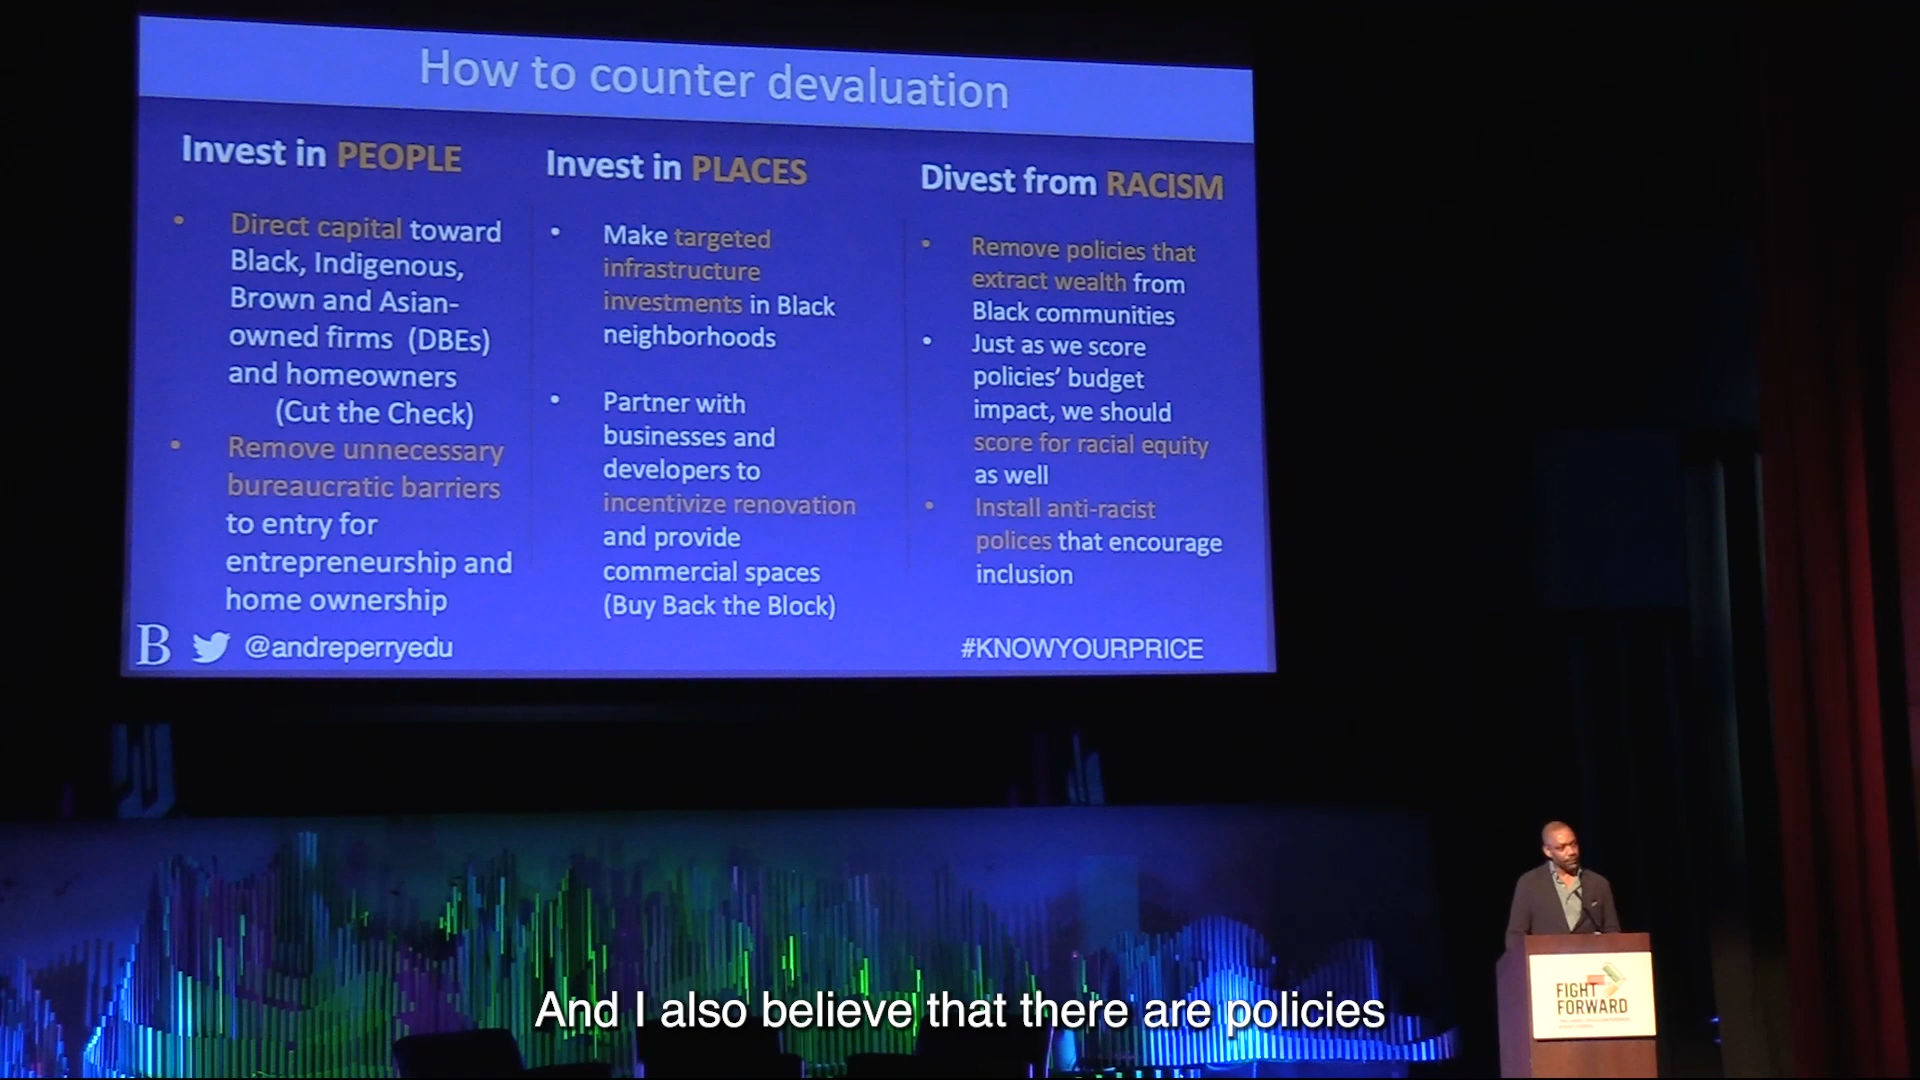 How to counter devaluation
Invest in PEOPLE
• Direct capital toward
Black, Indigenous,
Brown and Asian-
owned firms (DBEs)
and homeowners
(Cut the Check)
• Remove unnecessary
bureaucratic barriers
to entry for
entrepreneurship and
home ownership
Invest in PLACES
• Make targeted
infrastructure
investments in Black
neighborhoods
• Partner with
businesses and
developers to
incentivize renovation
and provide
commercial spaces
(Buy Back the Block)
Divest from RACISM
• Remove policies that
extract wealth from
Black communities
• Just as we score
policies’ budget
impact, we should
score for racial equity
as well
• Install anti-racist
polices that encourage
inclusion
B @andreperryedu
#KNOWYOURPRICE
FIGHT
FORWARD
And I also believe that there are policies